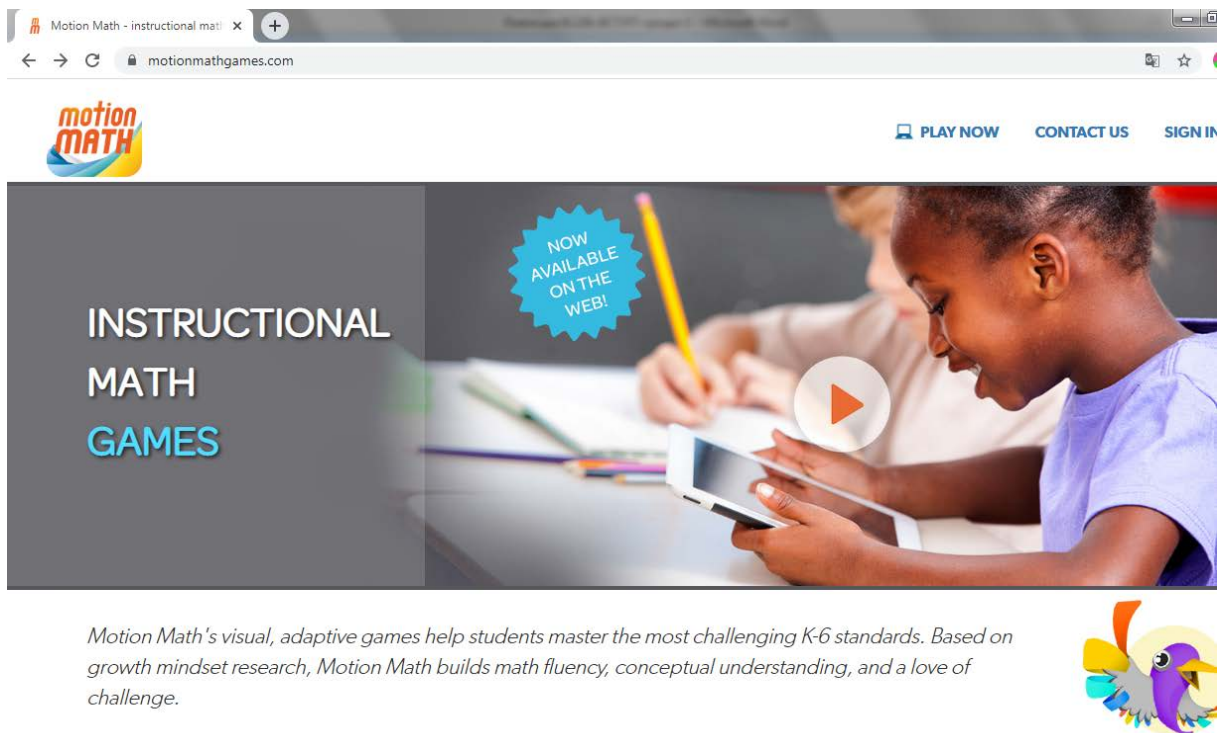 Motion Math - instructional mat
motionmathgames.com
motion
MATH
PLAY NOW CONTACT US SIGN IN
NOW
AVAILABLE
ON THE
WEB!
INSTRUCTIONAL
MATH
GAMES
Motion Math's visual, adaptive games help students master the most challenging K-6 standards. Based on
growth mindset research, Motion Math builds math fluency, conceptual understanding, and a love of
challenge.